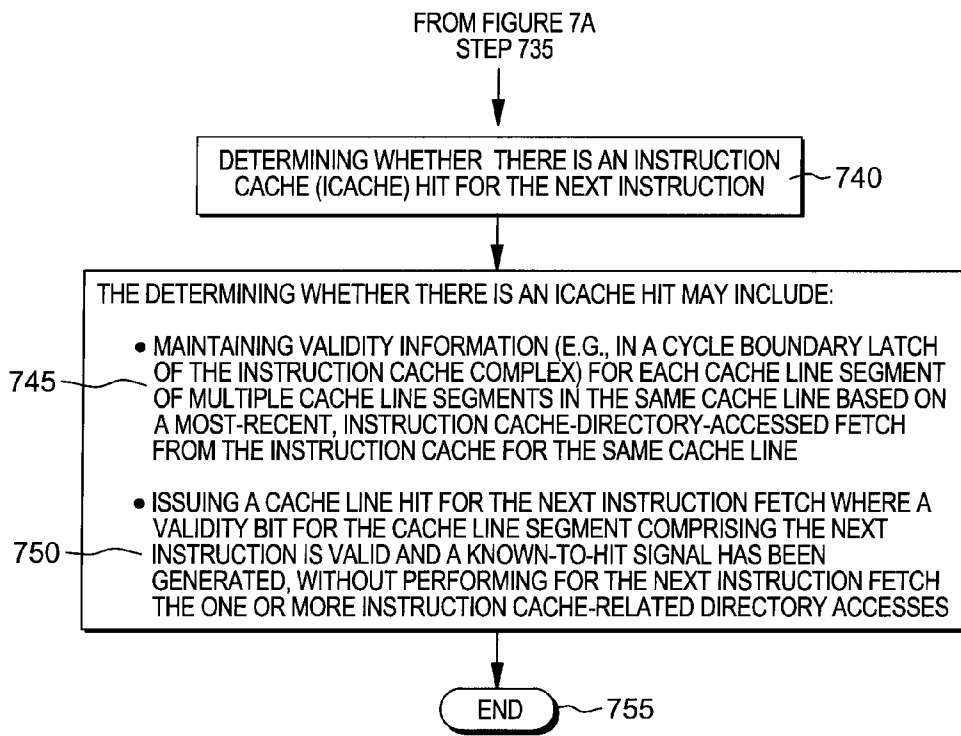 FROM FIGURE 7A
STEP 735
DETERMINING WHETHER THERE IS AN INSTRUCTION
CACHE (ICACHE) HIT FOR THE NEXT INSTRUCTION
740
THE DETERMINING WHETHER THERE IS AN ICACHE HIT MAY INCLUDE:
745
• MAINTAINING VALIDITY INFORMATION (E.G., IN A CYCLE BOUNDARY LATCH
OF THE INSTRUCTION CACHE COMPLEX) FOR EACH CACHE LINE SEGMENT
OF MULTIPLE CACHE LINE SEGMENTS IN THE SAME CACHE LINE BASED ON
A MOST-RECENT, INSTRUCTION CACHE-DIRECTORY-ACCESSED FETCH
FROM THE INSTRUCTION CACHE FOR THE SAME CACHE LINE
750
• ISSUING A CACHE LINE HIT FOR THE NEXT INSTRUCTION FETCH WHERE A
VALIDITY BIT FOR THE CACHE LINE SEGMENT COMPRISING THE NEXT
INSTRUCTION IS VALID AND A KNOWN-TO-HIT SIGNAL HAS BEEN
GENERATED, WITHOUT PERFORMING FOR THE NEXT INSTRUCTION FETCH
THE ONE OR MORE INSTRUCTION CACHE-RELATED DIRECTORY ACCESSES
END
755